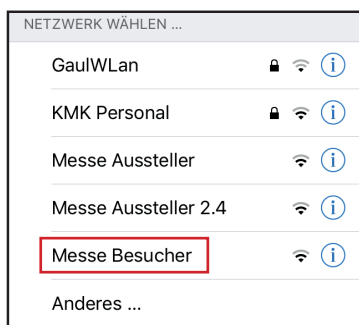 NETZWERK WÄHLEN ...
GaulWLan
KMK Personal
Messe Aussteller
Messe Aussteller 2.4
Messe Besucher
Anderes ...